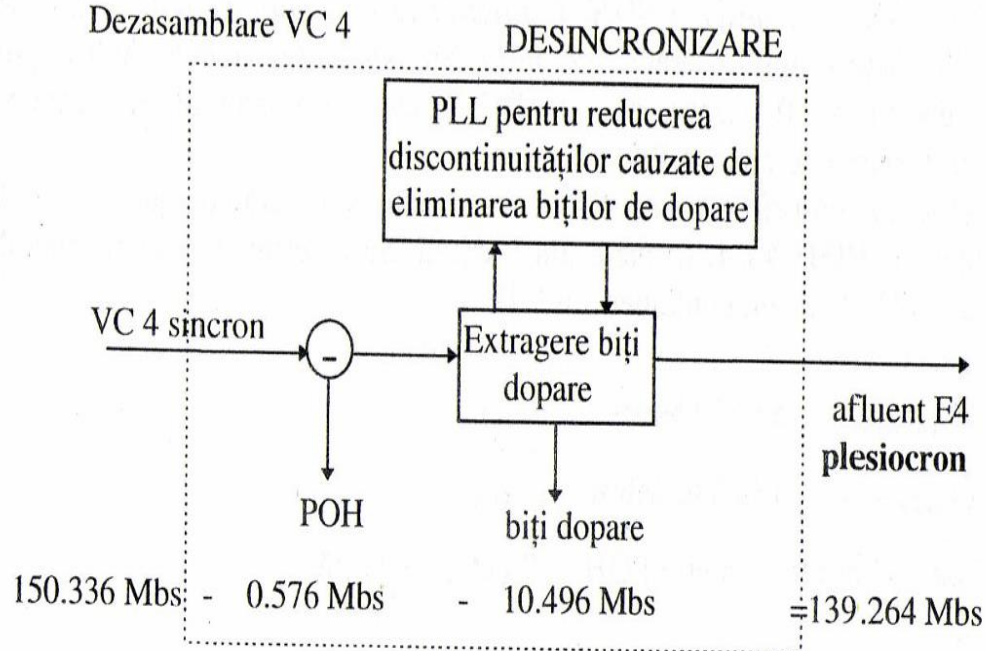 Dezasamblare VC 4
DESINCRONIZARE
PLL pentru reducerea
discontinuităților cauzate de
eliminarea biților de dopare
VC 4 sincron
-
Extragere biți
dopare
afluent E4
plesiocron
POH
biți dopare
150.336 Mbs - 0.576 Mbs - 10.496 Mbs =139.264 Mbs